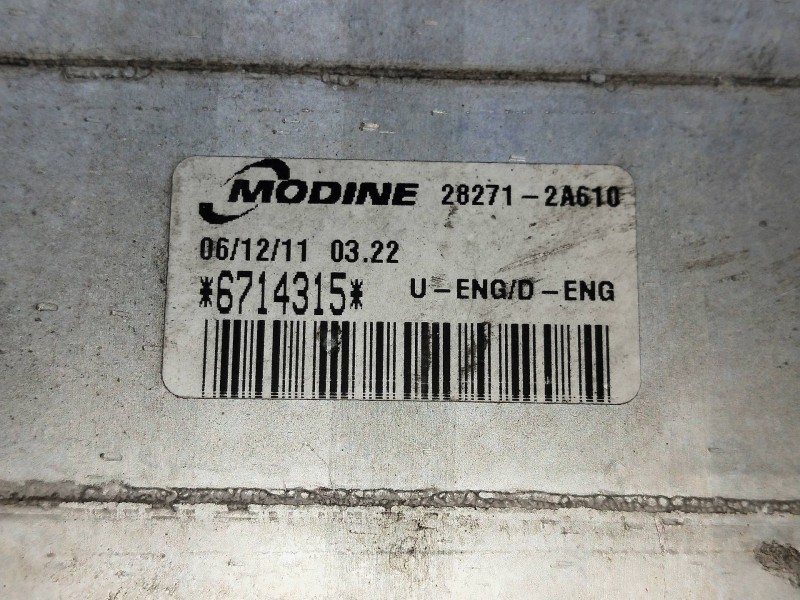 MODINE 28271-2A610
06/12/11 03.22
*6714315* U-ENG/D-ENG